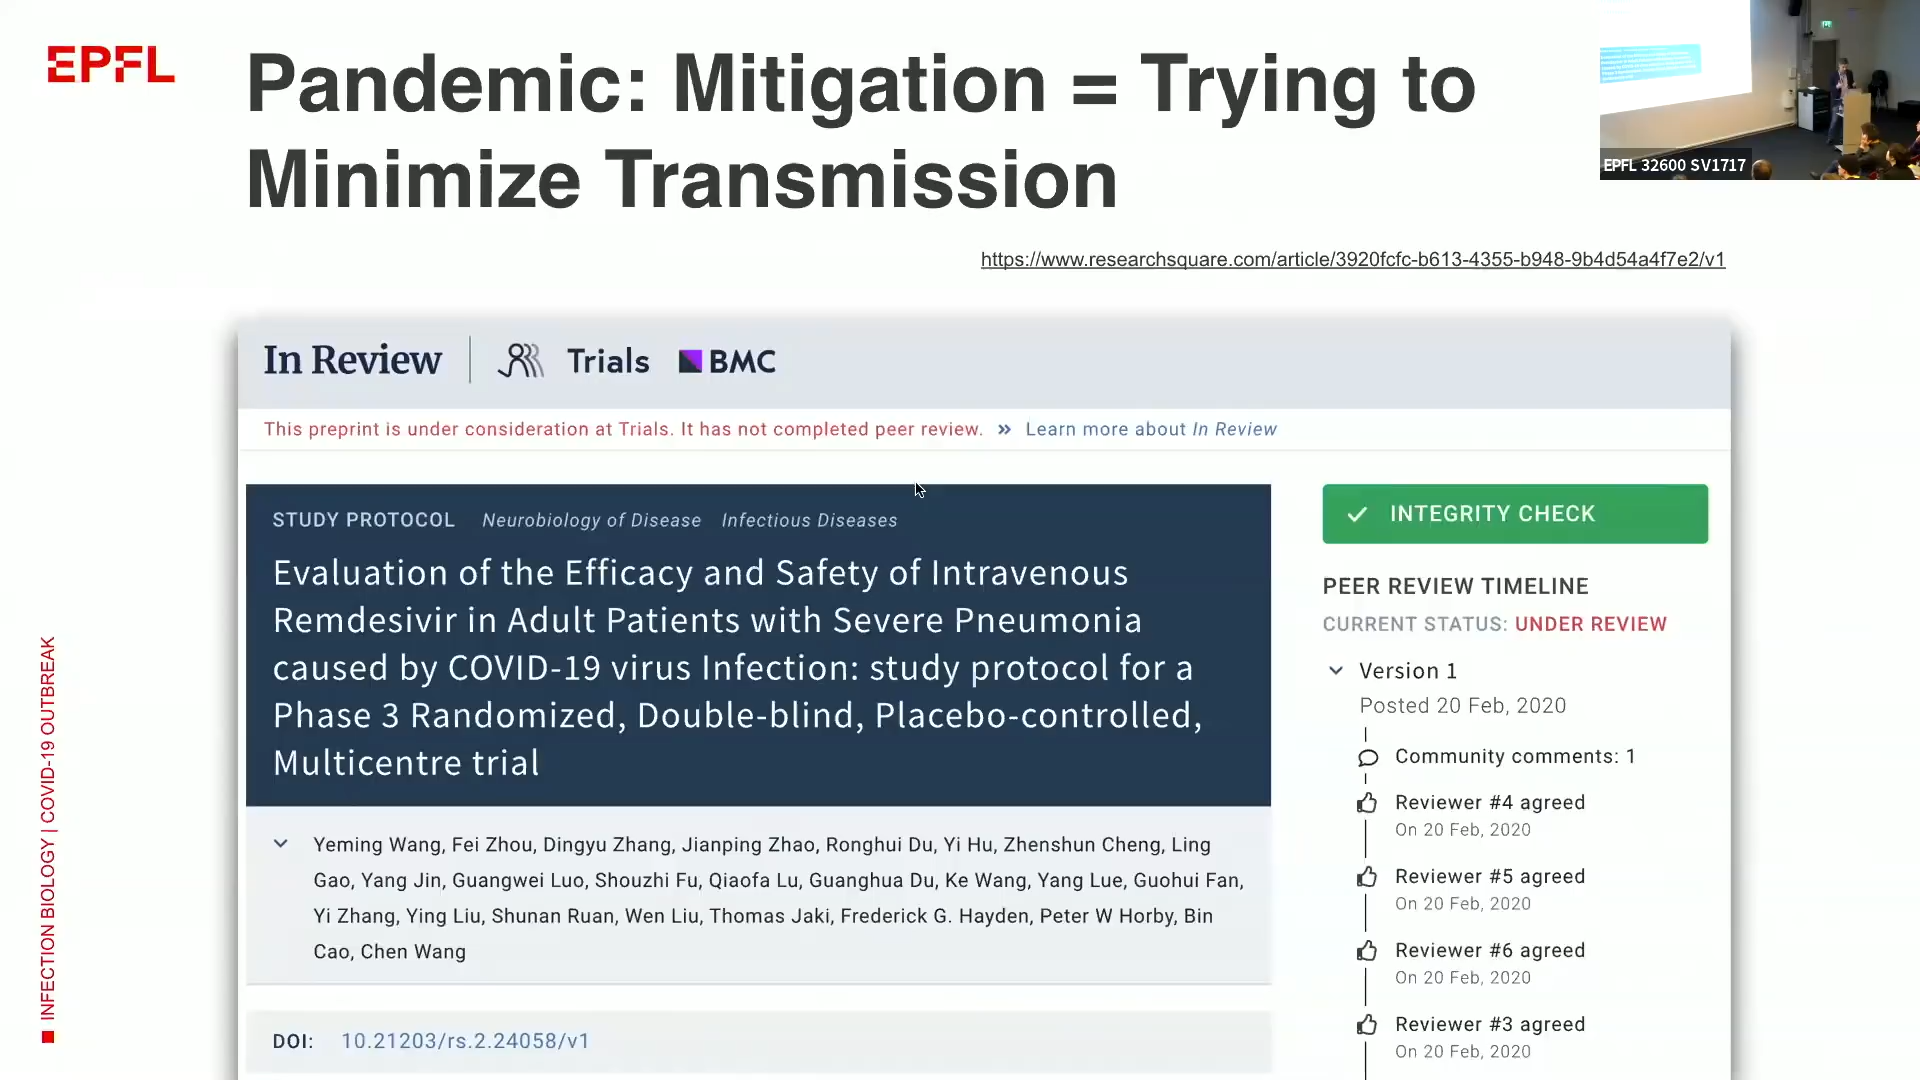 EPFL
Pandemic: Mitigation = Trying to
Minimize Transmission
EPFL 32600 SV1717
https://www.researchsquare.com/article/3920fcfc-b613-4355-b948-9b4d54a4f7e2/v1
In Review
Trials
BMC
This preprint is under consideration at Trials. It has not completed peer review. » Learn more about In Review
STUDY PROTOCOL Neurobiology of Disease Infectious Diseases
Evaluation of the Efficacy and Safety of Intravenous
Remdesivir in Adult Patients with Severe Pneumonia
caused by COVID-19 virus Infection: study protocol for a
Phase 3 Randomized, Double-blind, Placebo-controlled,
Multicentre trial
Yeming Wang, Fei Zhou, Dingyu Zhang, Jianping Zhao, Ronghui Du, Yi Hu, Zhenshun Cheng, Ling
Gao, Yang Jin, Guangwei Luo, Shouzhi Fu, Qiaofa Lu, Guanghua Du, Ke Wang, Yang Lue, Guohui Fan,
Yi Zhang, Ying Liu, Shunan Ruan, Wen Liu, Thomas Jaki, Frederick G. Hayden, Peter W Horby, Bin
Cao, Chen Wang
DOI: 10.21203/rs.2.24058/v1
INTEGRITY CHECK
PEER REVIEW TIMELINE
CURRENT STATUS: UNDER REVIEW
Version 1
Posted 20 Feb, 2020
Community comments: 1
Reviewer #4 agreed
On 20 Feb, 2020
Reviewer #5 agreed
On 20 Feb, 2020
Reviewer #6 agreed
On 20 Feb, 2020
Reviewer #3 agreed
On 20 Feb, 2020
INFECTION BIOLOGY | COVID-19 OUTBREAK